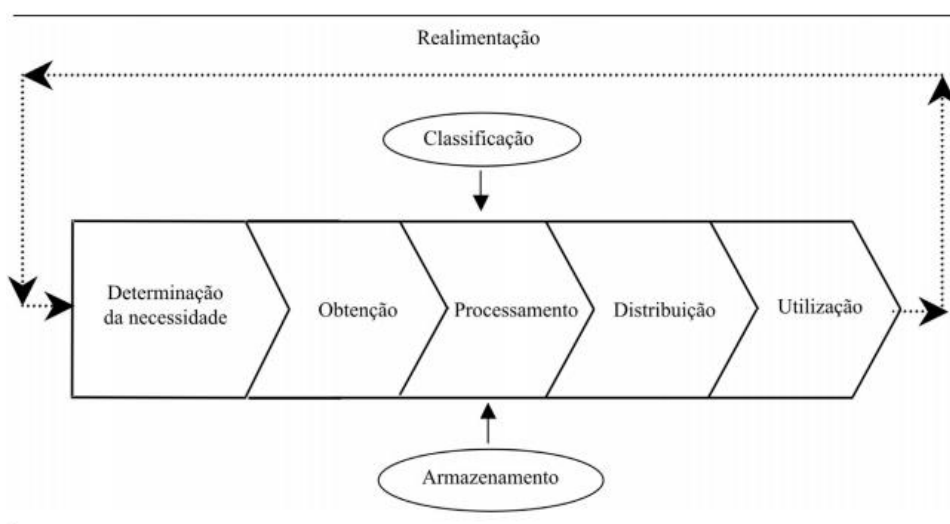 Realimentação
Classificação
Determinação
da necessidade
Obtenção
Processamento
Distribuição
Utilização
Armazenamento